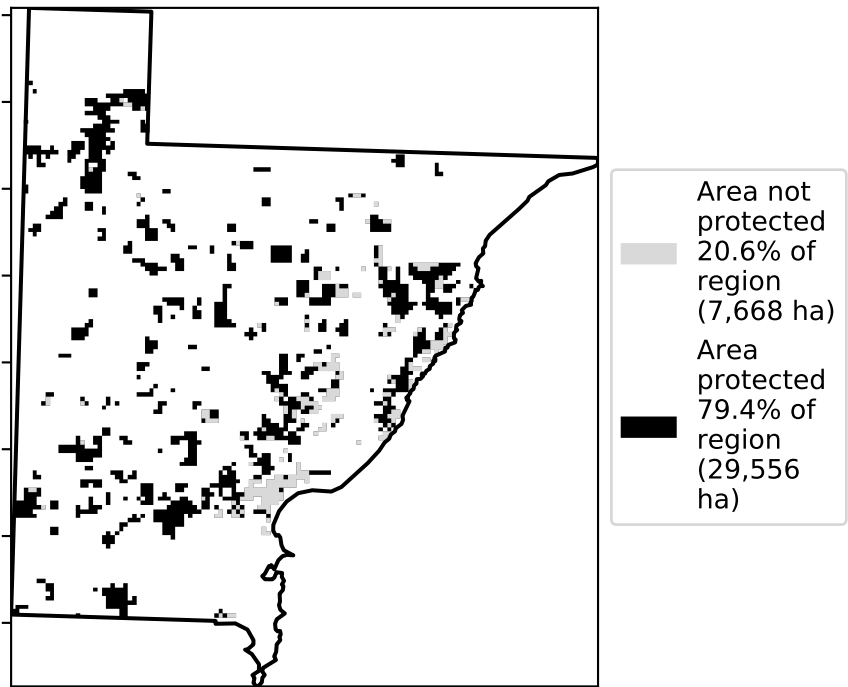 Area not
protected
20.6% of
region
(7,668 ha)
Area
protected
79.4% of
region
(29,556
ha)